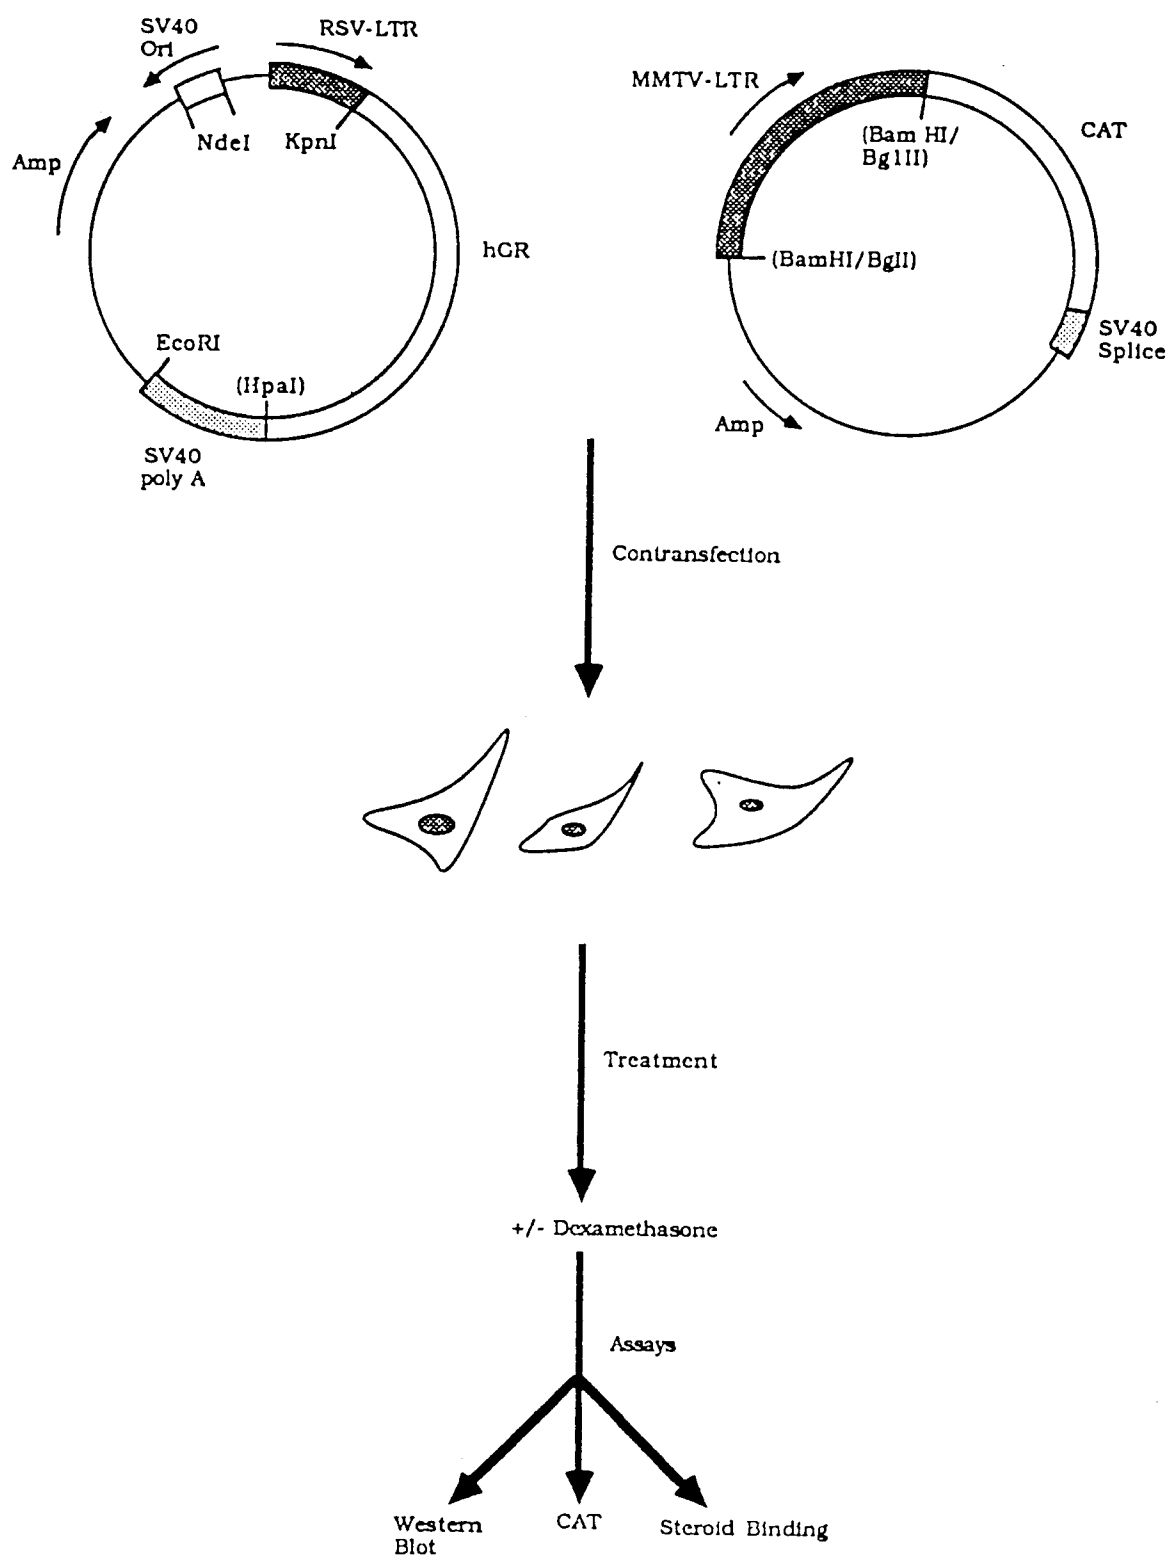 SV40
Ori
RSV-LTR
NdeI
KpnI
Amp
hGR
EcoRI
(HpaI)
SV40
poly A
MMTV-LTR
(Bam HI/
BglII)
CAT
(BamHI/BglI)
SV40
Splice
Amp
Contransfection
Treatment
+/- Dexamethasone
Assays
Western
Blot
CAT
Steroid Binding